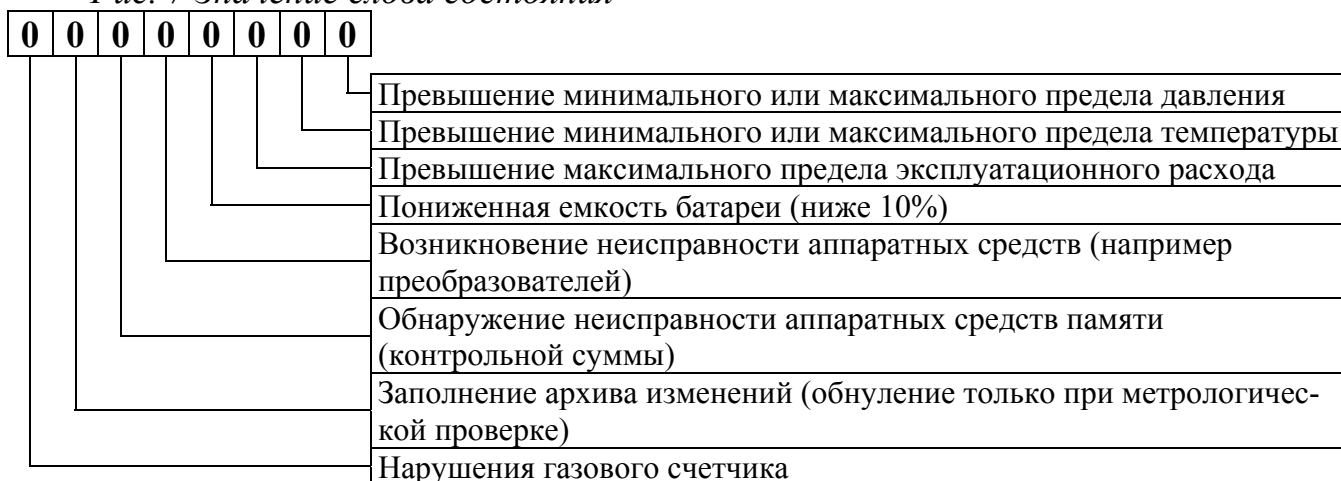 Рис. 7 Значение слова состояния
0 0 0 0 0 0 0 0
Превышение минимального или максимального предела давления
Превышение минимального или максимального предела температуры
Превышение максимального предела эксплуатационного расхода
Пониженная емкость батареи (ниже 10%)
Возникновение неисправности аппаратных средств (например
преобразователей)
Обнаружение неисправности аппаратных средств памяти
(контрольной суммы)
Заполнение архива изменений (обнуление только при метрологичес-
кой проверке)
Нарушения газового счетчика